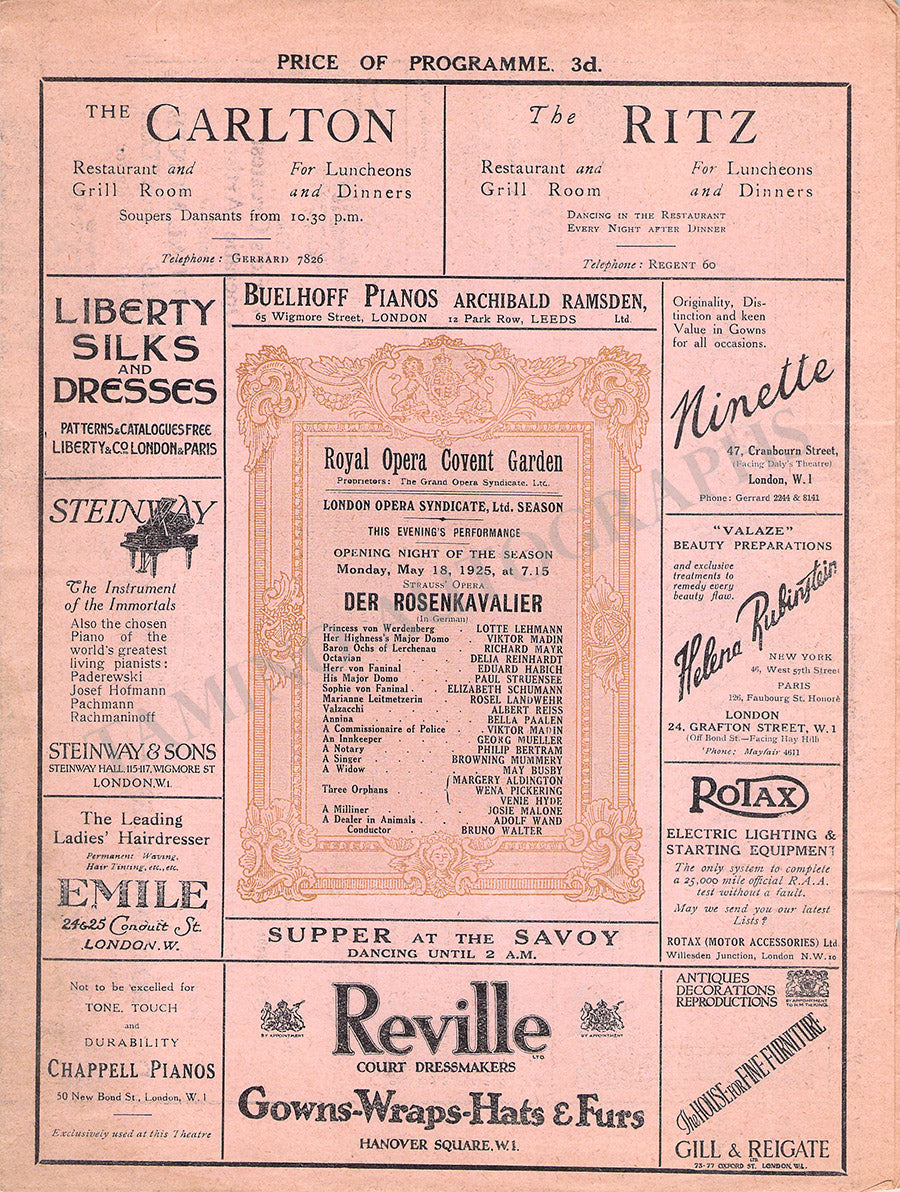 PRICE OF PROGRAMME. 3d.
THE CARLTON
Restaurant and For Luncheons
Grill Room and Dinners
Soupers Dansants from 10.30 p.m.
Telephone: GERRARD 7826
The RITZ
Restaurant and For Luncheons
Grill Room and Dinners
DANCING IN THE RESTAURANT
EVERY NIGHT AFTER DINNER
Telephone: REGENT 60
LIBERTY
SILKS
AND
DRESSES
PATTERNS & CATALOGUES FREE
LIBERTY & CO. LONDON & PARIS
BUELHOFF PIANOS ARCHIBALD RAMSDEN,
65 Wigmore Street, LONDON 12 Park Row, LEEDS Ltd.
Originality, Dis-
tinction and keen
Value in Gowns
for all occasions.
Ninette
47, Cranbourn Street,
(Facing Daly's Theatre)
London, W.1
Phone: Gerrard 2244 & 8141
STEINWAY
The Instrument
of the Immortals
Also the chosen
Piano of the
world's greatest
living pianists:
Paderewski
Josef Hofmann
Pachmann
Rachmaninoff
STEINWAY & SONS
STEINWAY HALL, 115-117, WIGMORE ST
LONDON, W.1.
Royal Opera Covent Garden
Proprietors: The Grand Opera Syndicate, Ltd.
LONDON OPERA SYNDICATE, Ltd. SEASON
THIS EVENING'S PERFORMANCE
OPENING NIGHT OF THE SEASON
Monday, May 18, 1925, at 7.15
STRAUSS' OPERA
DER ROSENKAVALIER
(In German)
Princess von Werdenberg . LOTTE LEHMANN
Her Highness's Major Domo . VIKTOR MADIN
Baron Ochs of Lerchenau . RICHARD MAYR
Octavian . . . DELIA REINHARDT
Herr von Faninal . . EDUARD HABICH
His Major Domo . . PAUL STRUENSEE
Sophie von Faninal . ELIZABETH SCHUMANN
Marianne Leitmetzerin . ROSEL LANDWEHR
Valzacchi . . . ALBERT REISS
Annina . . . . BELLA PAALEN
A Commissionaire of Police . VIKTOR MADIN
An Innkeeper . . GEORG MUELLER
A Notary . . . PHILIP BERTRAM
A Singer . . BROWNING MUMMERY
A Widow . . . MAY BUSBY
Three Orphans . . { MARGERY ALDINGTON
WENA PICKERING
VENIE HYDE
A Milliner . . . JOSIE MALONE
A Dealer in Animals . . ADOLF WAND
Conductor . BRUNO WALTER
"VALAZE"
BEAUTY PREPARATIONS
and exclusive
treatments to
remedy every
beauty flaw.
Helena Rubinstein
NEW YORK
46, West 57th Street
PARIS
126, Faubourg St. Honoré
LONDON
24, GRAFTON STREET, W.1
(Off Bond St.—Facing Hay Hill)
'Phone: Mayfair 4611
The Leading
Ladies' Hairdresser
Permanent Waving,
Hair Tinting, etc., etc.
EMILE
24 & 25 Conduit St.
LONDON. W.
ROTAX
ELECTRIC LIGHTING &
STARTING EQUIPMENT
The only system to complete
a 25,000 mile official R.A.A.
test without a fault.
May we send you our latest
Lists?
ROTAX (MOTOR ACCESSORIES) Ltd.
Willesden Junction, London N.W.10
SUPPER AT THE SAVOY
DANCING UNTIL 2 A.M.
Not to be excelled for
TONE, TOUCH
and
DURABILITY
CHAPPELL PIANOS
50 New Bond St., London, W.1
Exclusively used at this Theatre
BY APPOINTMENT
BY APPOINTMENT
Reville LTD.
COURT DRESSMAKERS
Gowns-Wraps-Hats & Furs
HANOVER SQUARE, W.1.
ANTIQUES
DECORATIONS
REPRODUCTIONS
BY APPOINTMENT
TO H.M. THE KING.
The HOUSE FOR FINE FURNITURE
GILL & REIGATE
LTD.
73-77 OXFORD ST. LONDON, W.1.
TAMINO AUTOGRAPHS